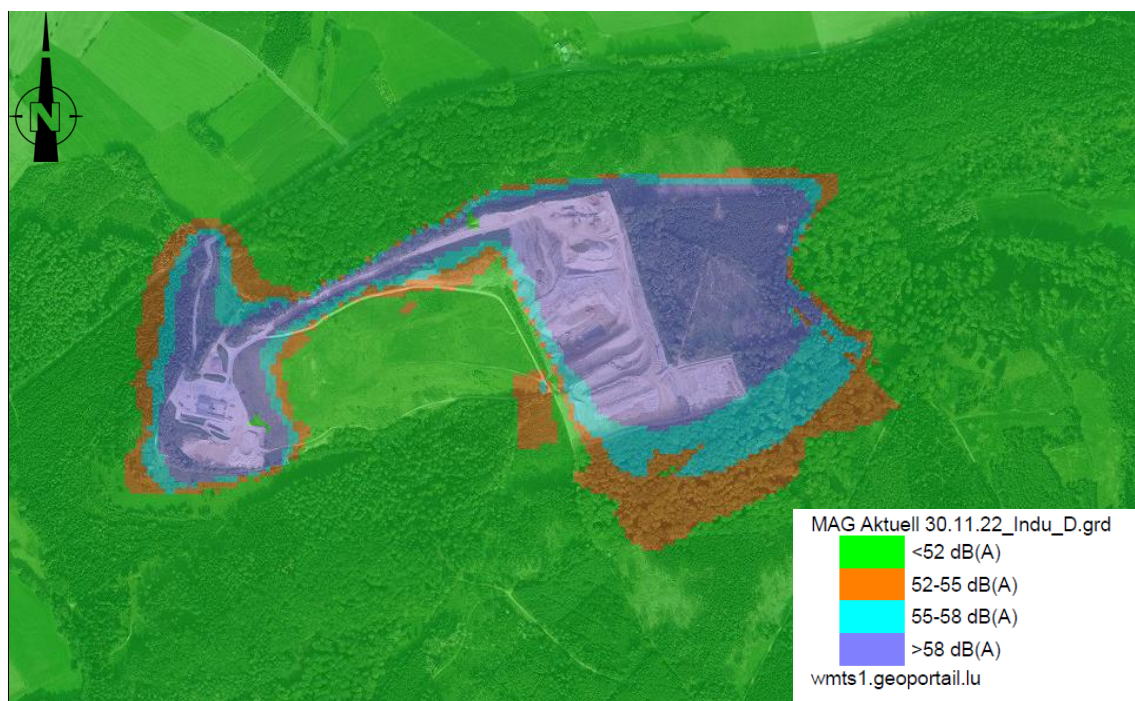 N
MAG Aktuell 30.11.22_Indu_D.grd
<52 dB(A)
52-55 dB(A)
55-58 dB(A)
>58 dB(A)
wmts1.geoportail.lu